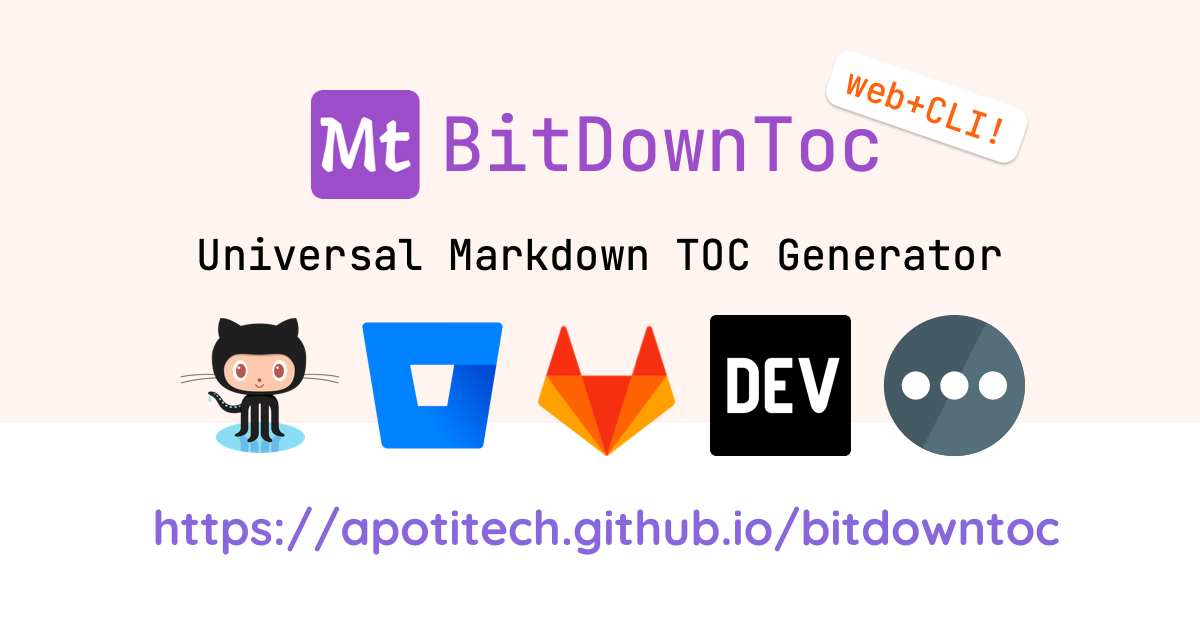 web+CLI!
Mt BitDownToc
Universal Markdown TOC Generator
DEV
https://apotitech.github.io/bitdowntoc